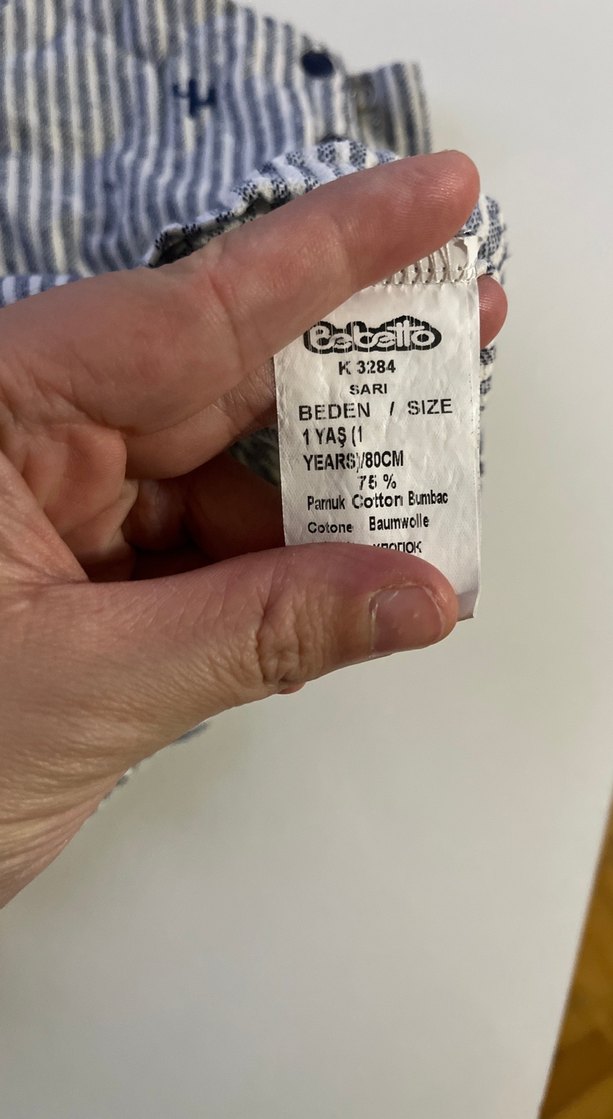 Bebetto
K 3284
SARI
BEDEN / SIZE
1 YAŞ (1
YEARS)/80CM
75 %
Pamuk Cotton Bumbac
Cotone Baumwolle